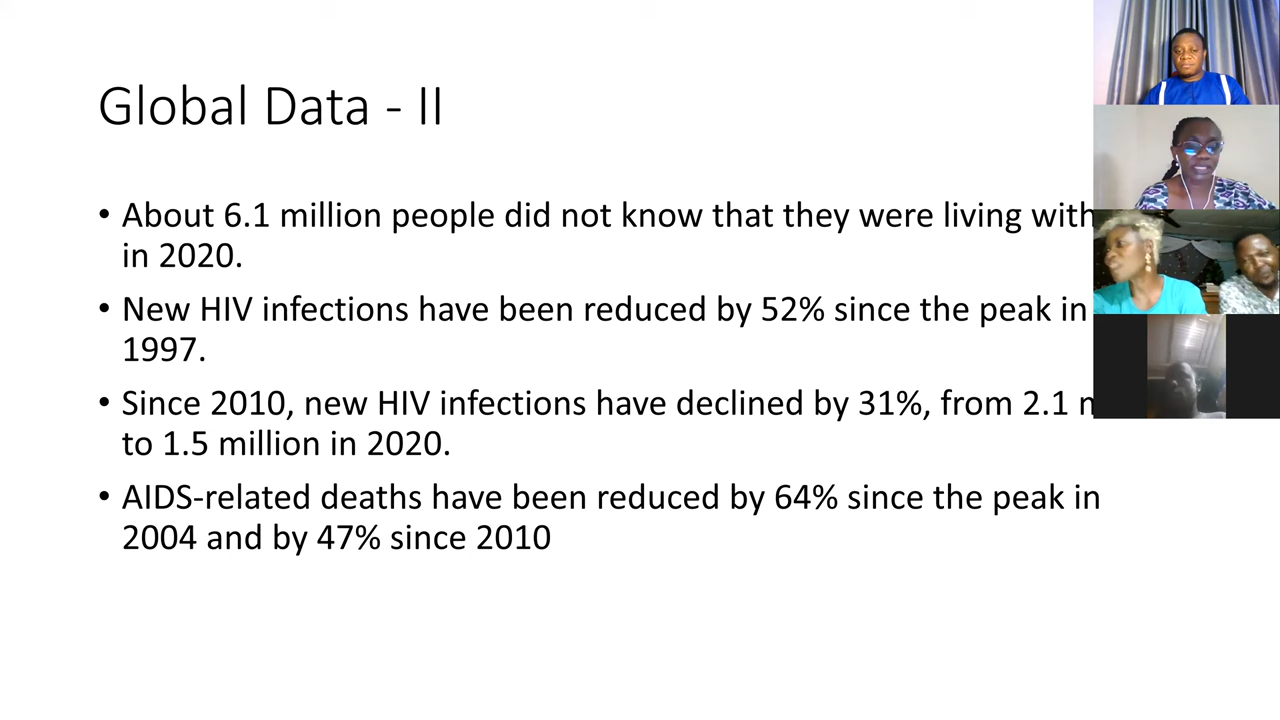 Global Data - II
• About 6.1 million people did not know that they were living with
in 2020.
• New HIV infections have been reduced by 52% since the peak in
1997.
• Since 2010, new HIV infections have declined by 31%, from 2.1
to 1.5 million in 2020.
• AIDS-related deaths have been reduced by 64% since the peak in
2004 and by 47% since 2010